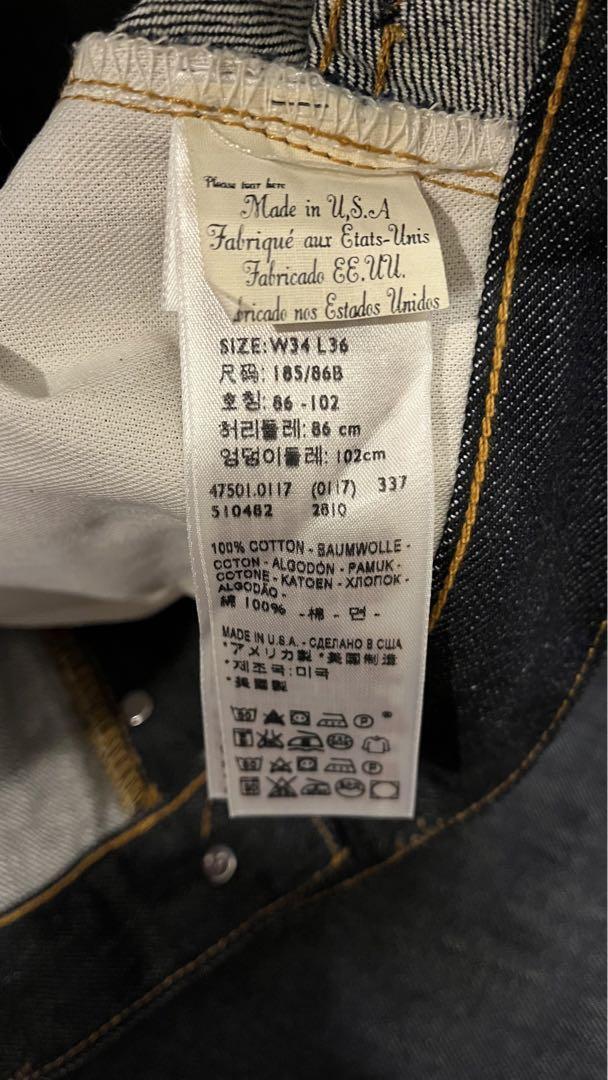 Please tear here
Made in U,S.A
Fabriqué aux Etats-Unis
Fabricado EE.UU.
bricado nos Estados Unidos
SIZE: W34 L36
尺码: 185/86B
호칭: 86 -102
허리둘레: 86 cm
엉덩이둘레: 102cm
47501.0117 (0117) 337
510482 2810
100% COTTON - BAUMWOLLE -
COTON - ALGODÓN - PAMUK -
COTONE - KATOEN - ХЛОПОК -
ALGODÃO -
綿 100% -棉 - 면 -
MADE IN U.S.A. - СДЕЛАНО В США
*アメリカ製 *美國制造
*제조국:미국
*美國製